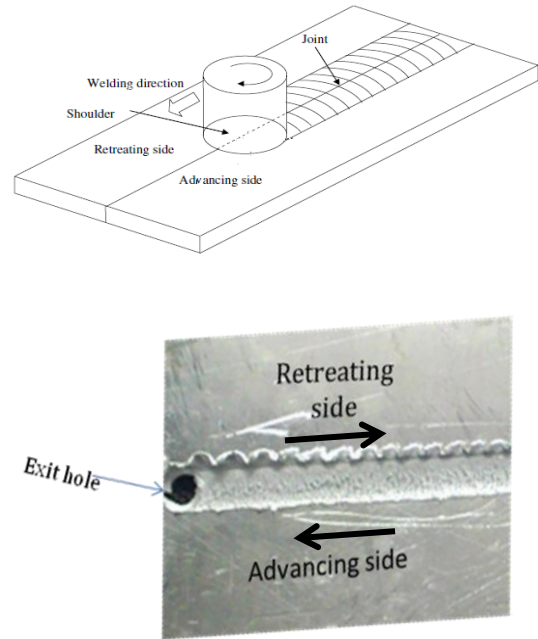 Joint
Welding direction
Shoulder
Retreating side
Advancing side
Retreating
side
Exit hole
Advancing side